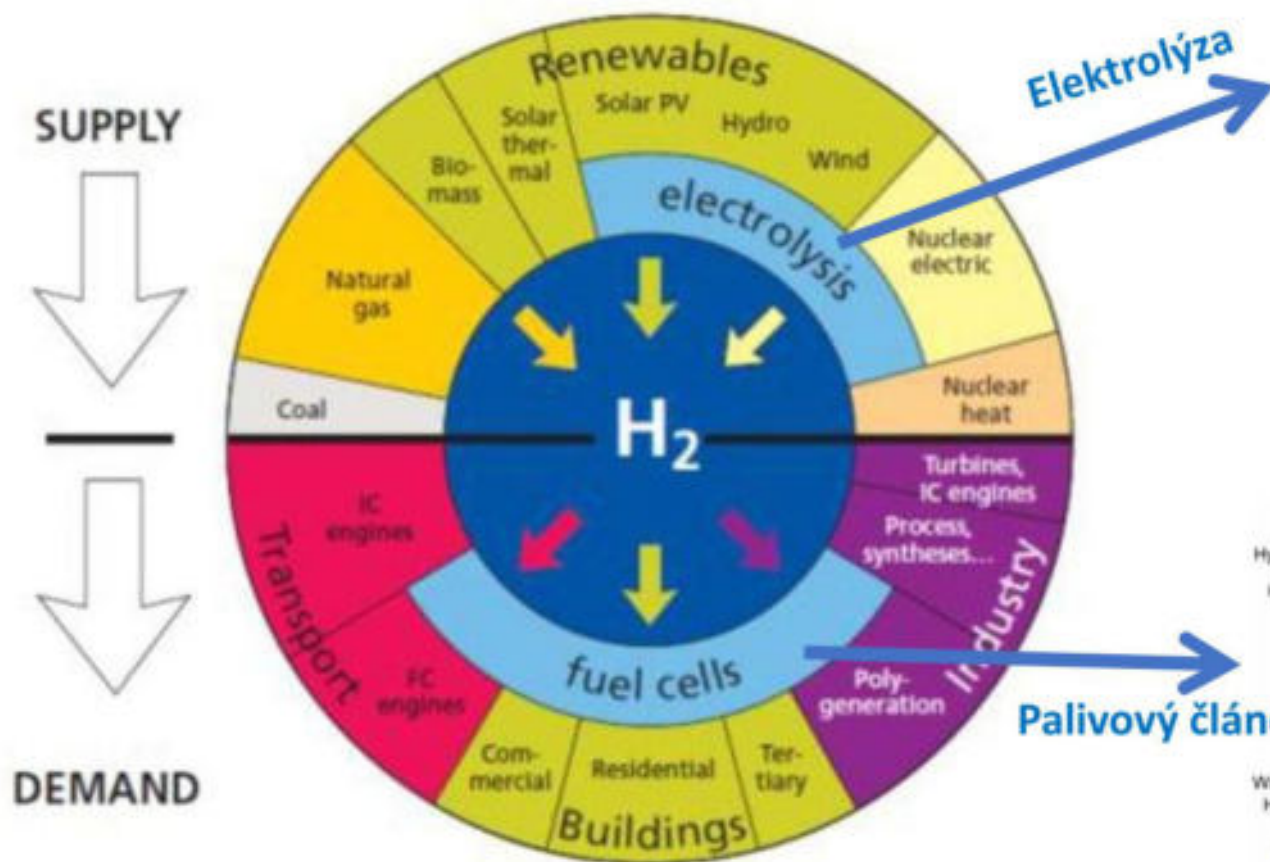 SUPPLY
DEMAND
Renewables
Solar PV
Hydro
Wind
Solar
ther-
mal
Bio-
mass
Natural
gas
Coal
electrolysis
Nuclear
electric
Nuclear
heat
Elektrolýza
H₂
IC
engines
Transport
FC
engines
fuel cells
Com-
mercial
Residential
Ter-
tiary
Buildings
Turbines,
IC engines
Process,
syntheses...
Industry
Poly-
generation
Palivový